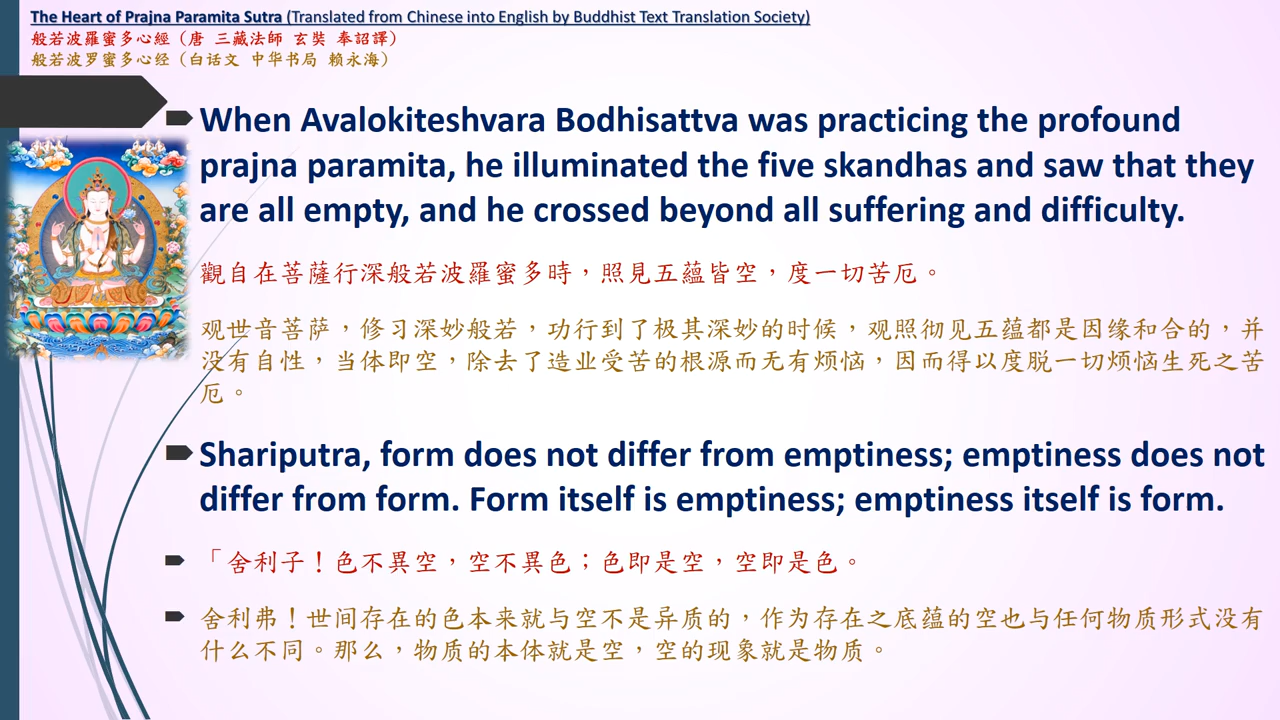 The Heart of Prajna Paramita Sutra (Translated from Chinese into English by Buddhist Text Translation Society)
般若波羅蜜多心經（唐 三藏法師 玄奘 奉詔譯）
般若波罗蜜多心经（白话文 中华书局 赖永海）
When Avalokiteshvara Bodhisattva was practicing the profound
prajna paramita, he illuminated the five skandhas and saw that they
are all empty, and he crossed beyond all suffering and difficulty.
觀自在菩薩行深般若波羅蜜多時，照見五蘊皆空，度一切苦厄。
观世音菩萨，修习深妙般若，功行到了极其深妙的时候，观照彻见五蕴都是因缘和合的，并
没有自性，当体即空，除去了造业受苦的根源而无有烦恼，因而得以度脱一切烦恼生死之苦
厄。
Shariputra, form does not differ from emptiness; emptiness does not
differ from form. Form itself is emptiness; emptiness itself is form.
「舍利子！色不異空，空不異色；色即是空，空即是色。
舍利弗！世间存在的色本来就与空不是异质的，作为存在之底蕴的空也与任何物质形式没有
什么不同。那么，物质的本体就是空，空的现象就是物质。